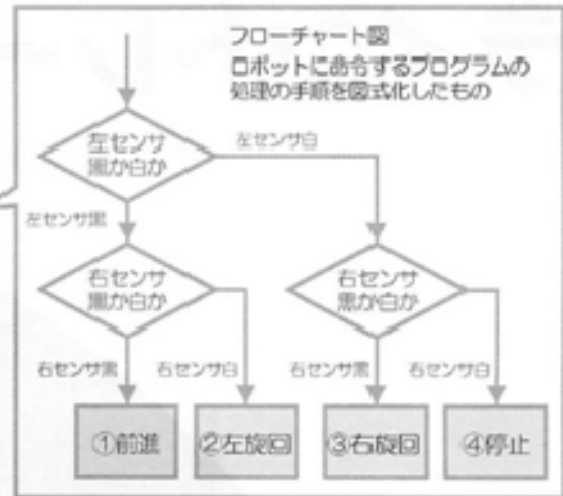 フローチャート図
ロボットに命令するプログラムの
処理の手順を図式化したもの
左センサ
黒か白か
左センサ白
左センサ黒
右センサ
黒か白か
右センサ
黒か白か
右センサ黒
右センサ白
右センサ黒
右センサ白
①前進
②左旋回
③右旋回
④停止